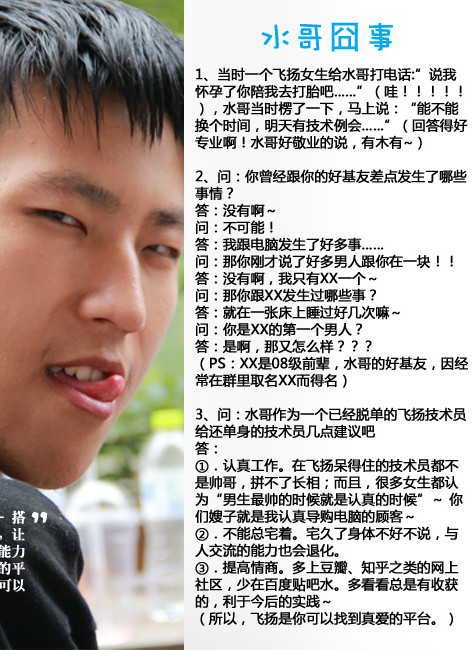 水哥囧事
1、当时一个飞扬女生给水哥打电话:”说我
怀孕了你陪我去打胎吧……”（哇！！！！！
），水哥当时楞了一下，马上说：“能不能
换个时间，明天有技术例会……”（回答得好
专业啊！水哥好敬业的说，有木有~）
2、问：你曾经跟你的好基友差点发生了哪些
事情？
答：没有啊~
问：不可能！
答：我跟电脑发生了好多事……
问：那你刚才说了好多男人跟你在一块！！
答：没有啊，我只有XX一个~
问：那你跟XX发生过哪些事？
答：就在一张床上睡过好几次嘛~
问：你是XX的第一个男人？
答：是啊，那又怎么样？？？
（PS：XX是08级前辈，水哥的好基友，因经
常在群里取名XX而得名）
3、问：水哥作为一个已经脱单的飞扬技术员
给还单身的技术员几点建议吧
答：
①．认真工作。在飞扬呆得住的技术员都不
是帅哥，拼不了长相；而且，很多女生都认
为“男生最帅的时候就是认真的时候”~ 你
们嫂子就是我认真导购电脑的顾客~
②．不能总宅着。宅久了身体不好不说，与
人交流的能力也会退化。
③．提高情商。多上豆瓣、知乎之类的网上
社区，少在百度贴吧水。多看看总是有收获
的，利于今后的实践~
（所以，飞扬是你可以找到真爱的平台。）
- 搭 ”
，让
能力
的平
可以